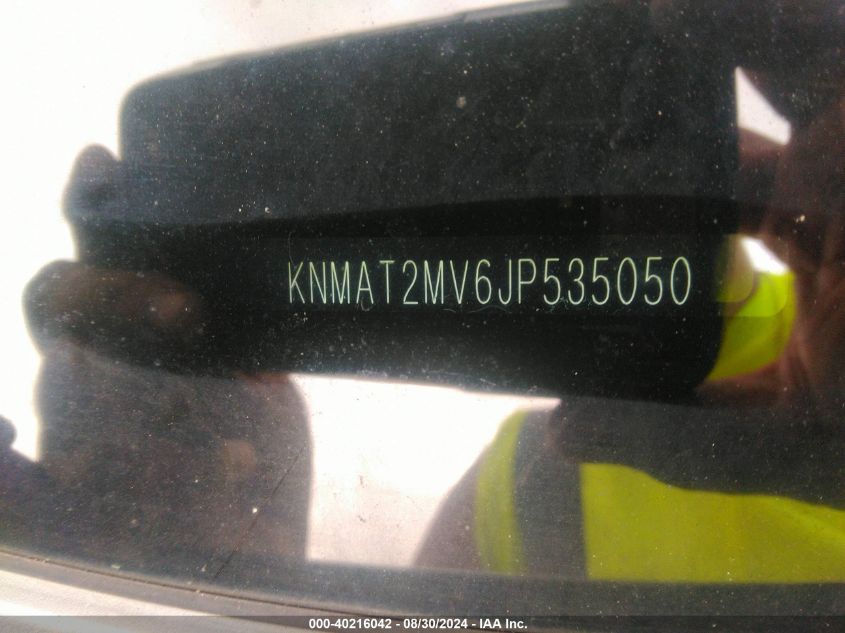 KNMAT2MV6JP535050
000-40216042 - 08/30/2024 - IAA Inc.